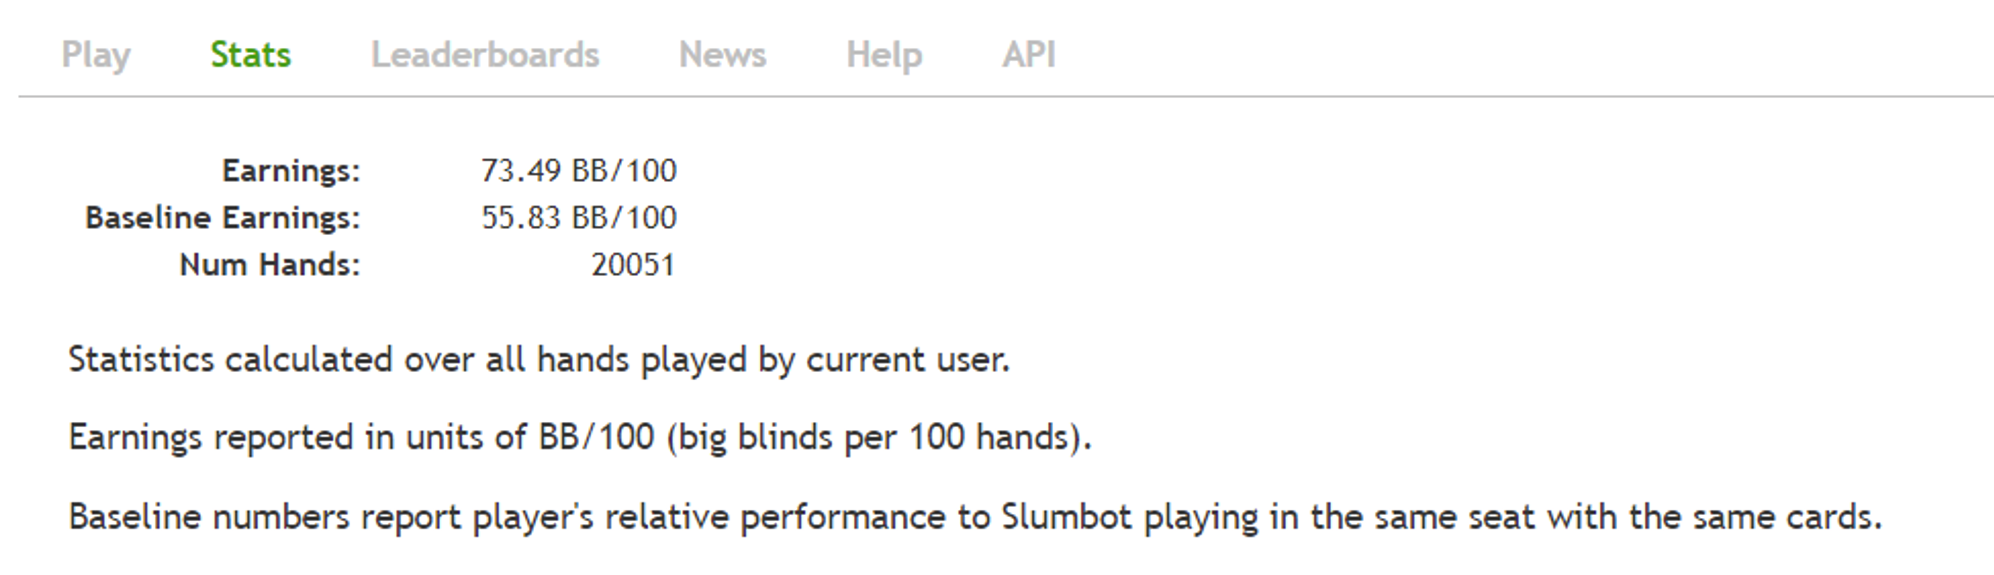 Play Stats Leaderboards News Help API
Earnings: 73.49 BB/100
Baseline Earnings: 55.83 BB/100
Num Hands: 20051
Statistics calculated over all hands played by current user.
Earnings reported in units of BB/100 (big blinds per 100 hands).
Baseline numbers report player's relative performance to Slumbot playing in the same seat with the same cards.